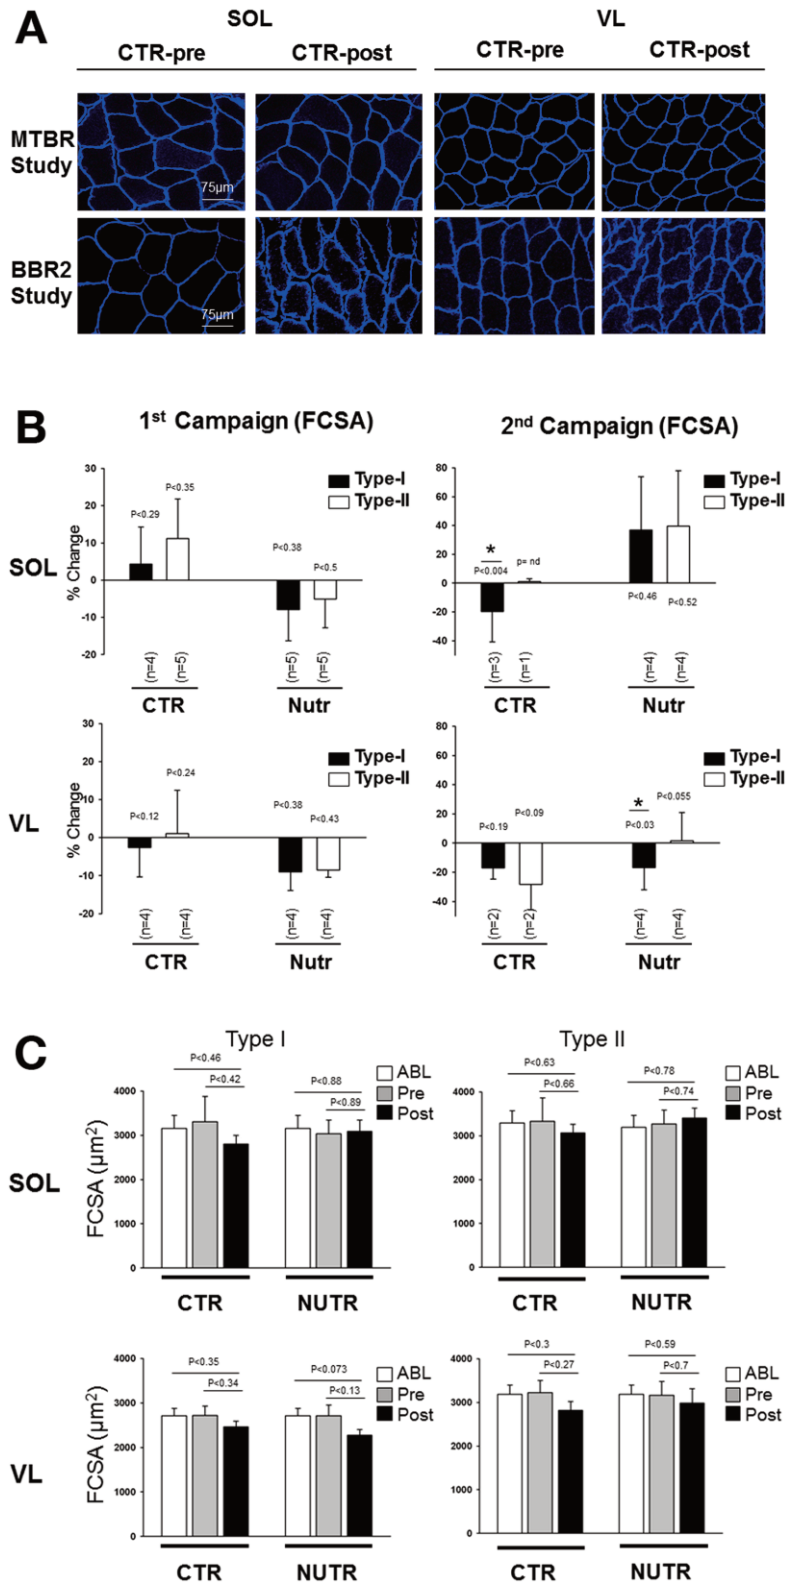 A
SOL VL
CTR-pre CTR-post CTR-pre CTR-post
MTBR
Study
75µm
BBR2
Study
75µm
B
1st Campaign (FCSA) 2nd Campaign (FCSA)
SOL
% Change
30
20
10
0
-10
-20
P<0.29
P<0.35
P<0.38
P<0.5
Type-I
Type-II
(n=4) (n=5) (n=5) (n=5)
CTR Nutr
80
60
40
20
0
-20
-40
*
P<0.004
p= nd
P<0.46
P<0.52
Type-I
Type-II
(n=3) (n=1) (n=4) (n=4)
CTR Nutr
VL
% Change
30
20
10
0
-10
-20
P<0.12
P<0.24
P<0.38
P<0.43
Type-I
Type-II
(n=4) (n=4) (n=4) (n=4)
CTR Nutr
80
60
40
20
0
-20
-40
P<0.19
P<0.09
*
P<0.03
P<0.055
Type-I
Type-II
(n=2) (n=2) (n=4) (n=4)
CTR Nutr
C
Type I Type II
SOL
FCSA (µm2)
4000
3000
2000
1000
0
P<0.46
P<0.42
P<0.88
P<0.89
ABL
Pre
Post
CTR NUTR
4000
3000
2000
1000
0
P<0.63
P<0.66
P<0.78
P<0.74
ABL
Pre
Post
CTR NUTR
VL
FCSA (µm2)
4000
3000
2000
1000
0
P<0.35
P<0.34
P<0.073
P<0.13
ABL
Pre
Post
CTR NUTR
4000
3000
2000
1000
0
P<0.3
P<0.27
P<0.59
P<0.7
ABL
Pre
Post
CTR NUTR